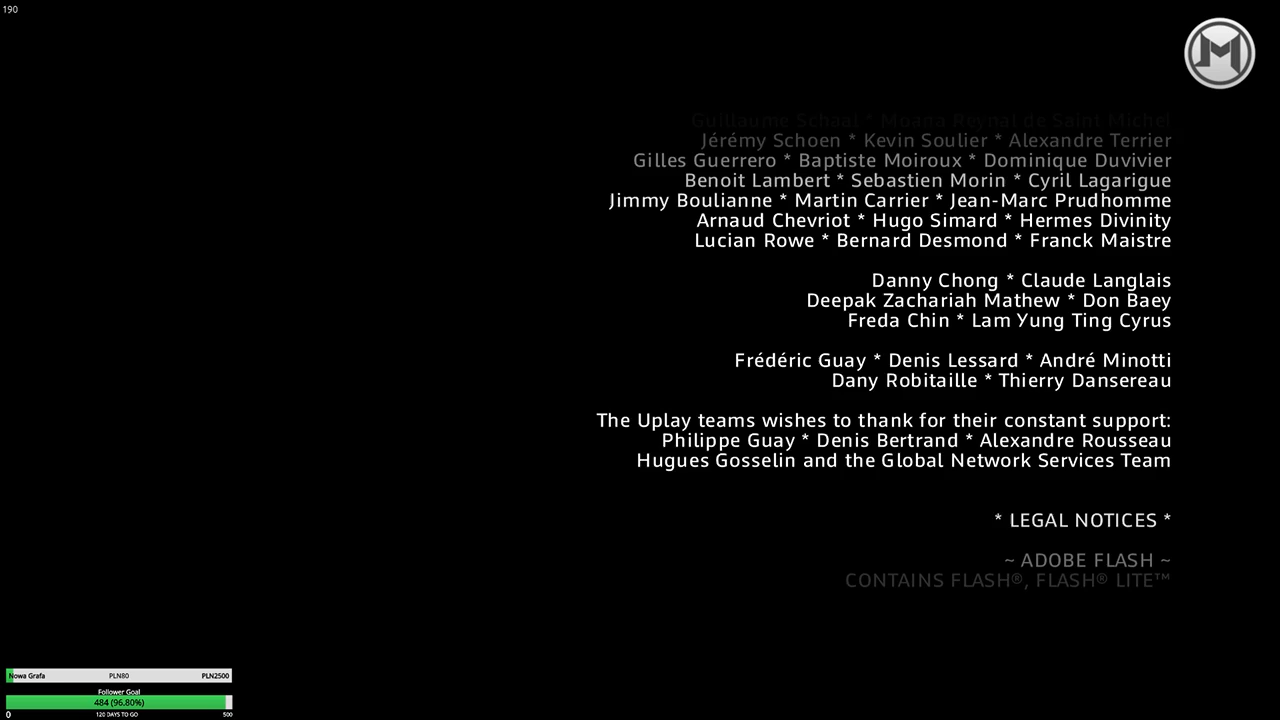 190
M
Guillaume Schaal * Moana Reynal de Saint Michel
Jérémy Schoen * Kevin Soulier * Alexandre Terrier
Gilles Guerrero * Baptiste Moiroux * Dominique Duvivier
Benoit Lambert * Sebastien Morin * Cyril Lagarigue
Jimmy Boulianne * Martin Carrier * Jean-Marc Prudhomme
Arnaud Chevriot * Hugo Simard * Hermes Divinity
Lucian Rowe * Bernard Desmond * Franck Maistre
Danny Chong * Claude Langlais
Deepak Zachariah Mathew * Don Baey
Freda Chin * Lam Yung Ting Cyrus
Frédéric Guay * Denis Lessard * André Minotti
Dany Robitaille * Thierry Dansereau
The Uplay teams wishes to thank for their constant support:
Philippe Guay * Denis Bertrand * Alexandre Rousseau
Hugues Gosselin and the Global Network Services Team
* LEGAL NOTICES *
~ ADOBE FLASH ~
CONTAINS FLASH®, FLASH® LITE™
Nowa Grafa PLN80 PLN2500
Follower Goal
484 (96.80%)
0 120 DAYS TO GO 500